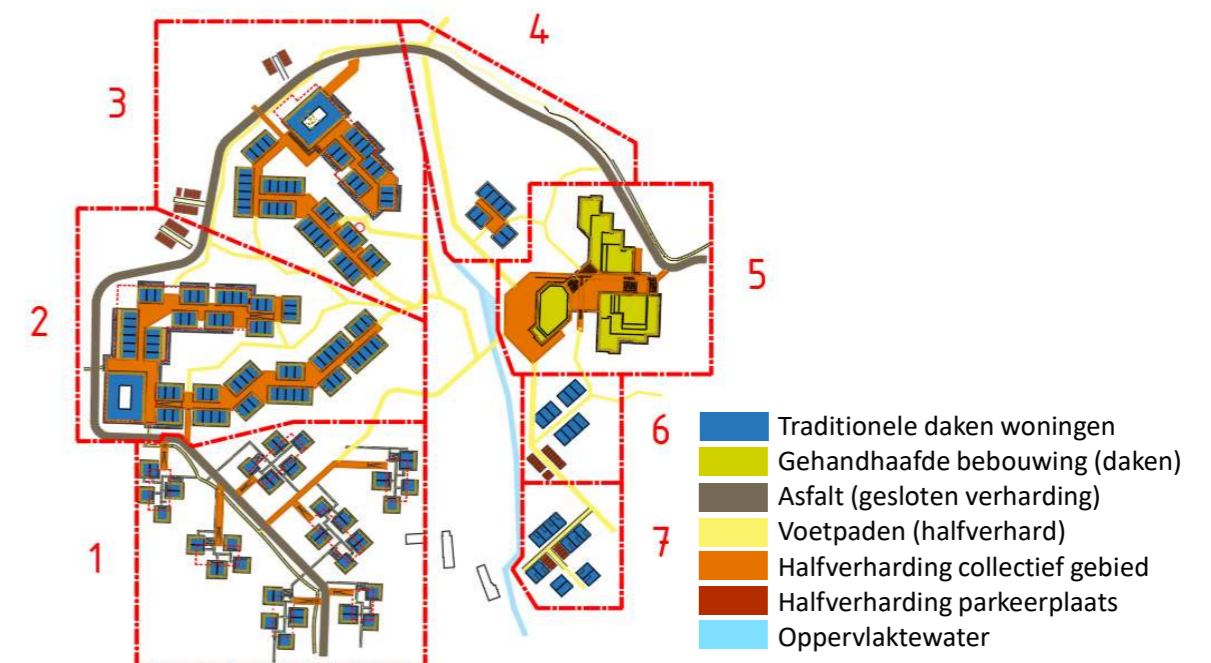 4
3
5
2
6
7
1
Traditionele daken woningen
Gehandhaafde bebouwing (daken)
Asfalt (gesloten verharding)
Voetpaden (halfverhard)
Halfverharding collectief gebied
Halfverharding parkeerplaats
Oppervlaktewater